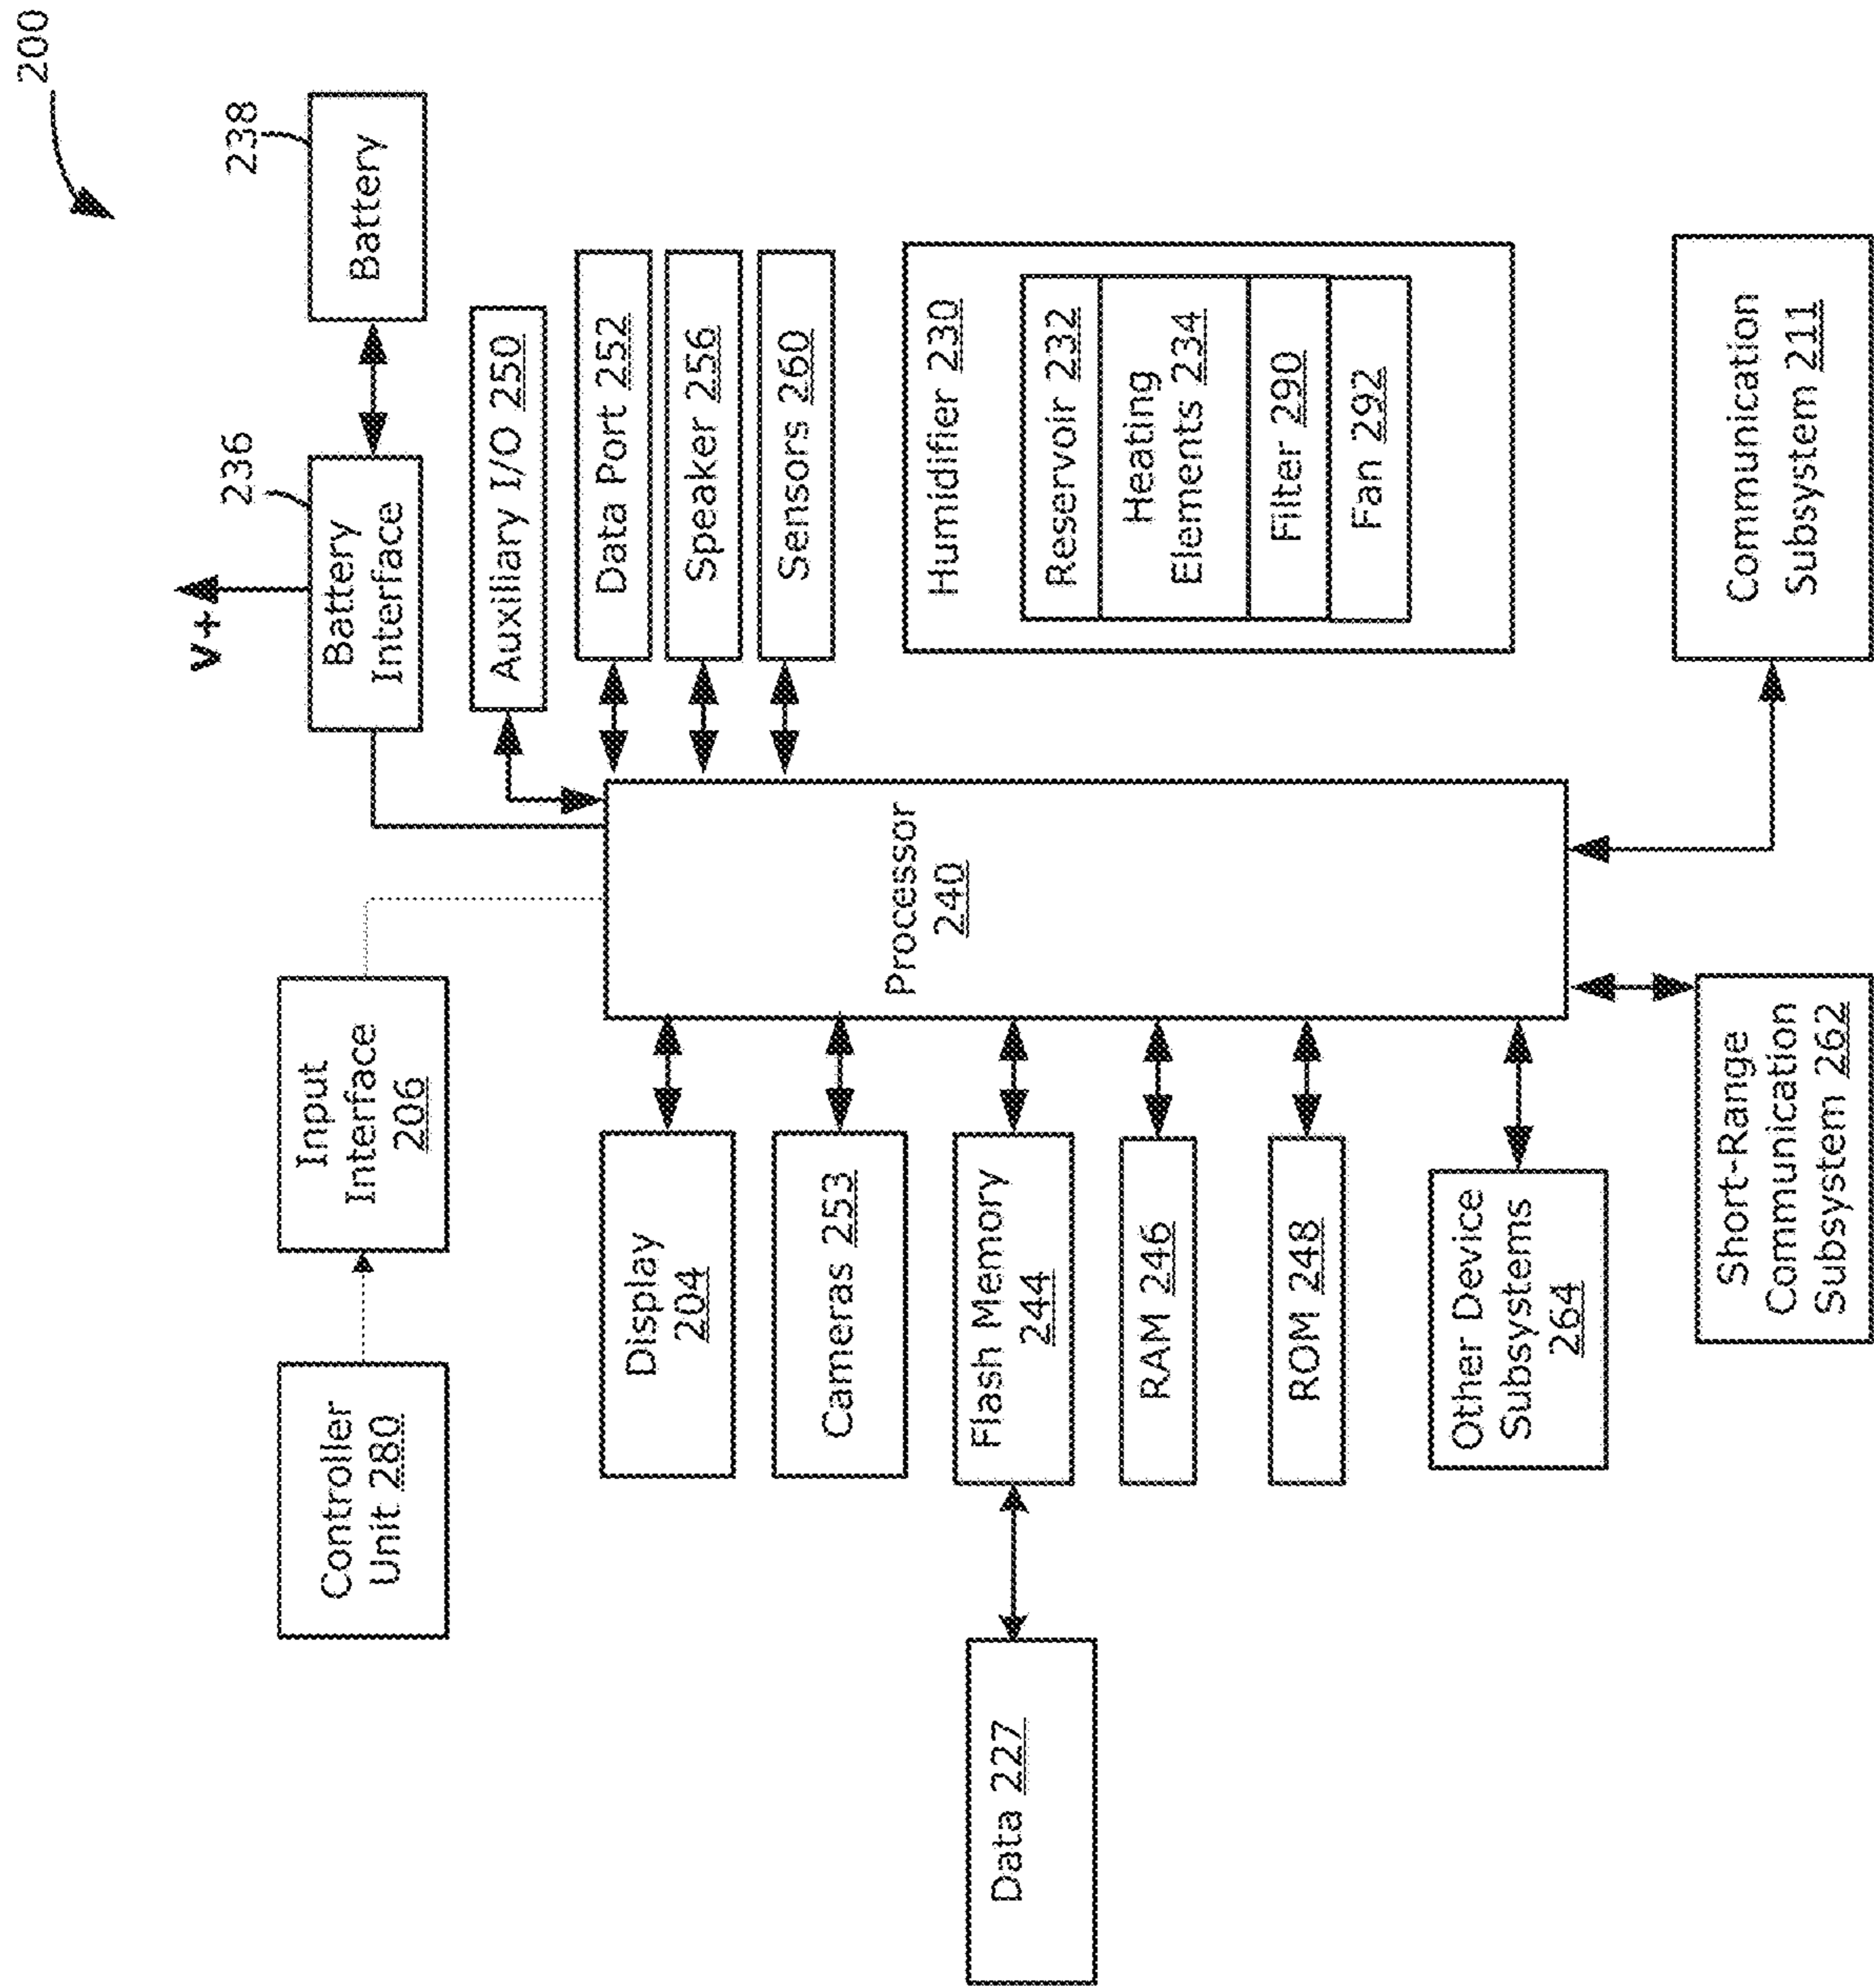 200
V+
236
238
Controller
Unit 280
Input
Interface
206
Battery
Interface
Battery
Auxiliary I/O 250
Data Port 252
Speaker 256
Sensors 260
Display
204
Cameras 253
Processor
240
Data 227
Flash Memory
244
RAM 246
ROM 248
Other Device
Subsystems
264
Humidifier 230
Reservoir 232
Heating
Elements 234
Filter 290
Fan 292
Short-Range
Communication
Subsystem 262
Communication
Subsystem 211